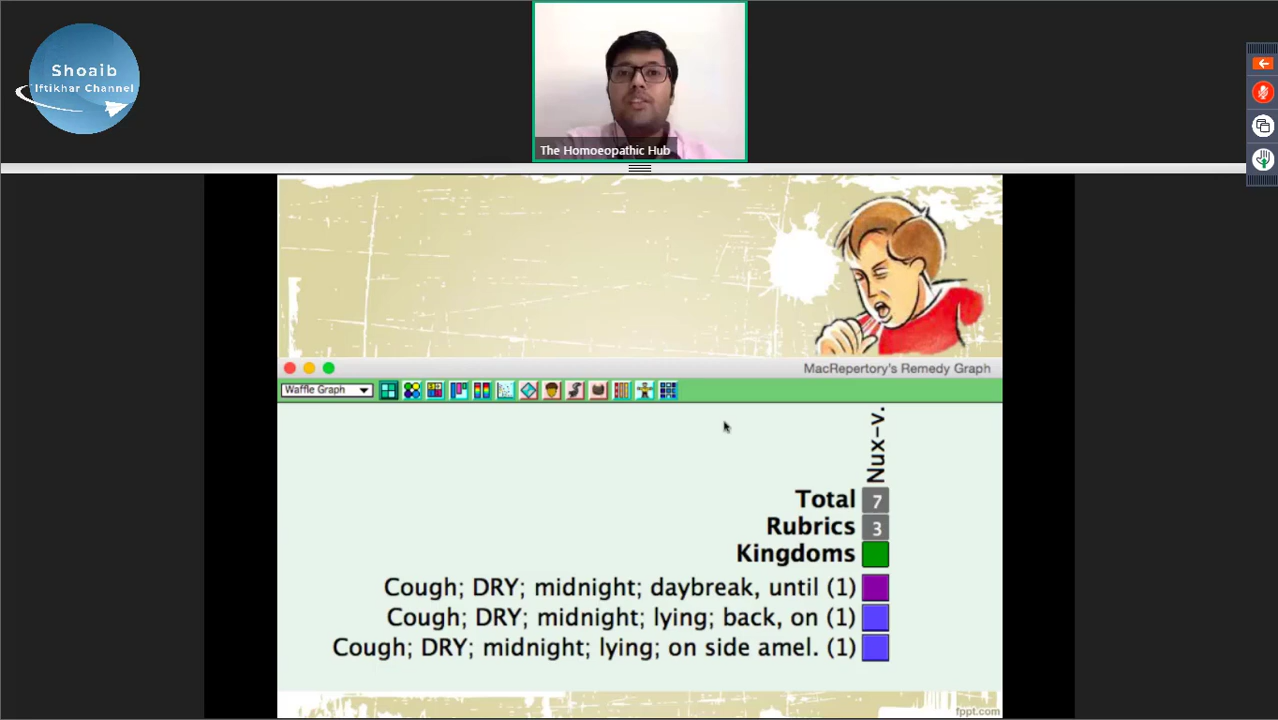 Shoaib
Iftikhar Channel
The Homoeopathic Hub
MacRepertory's Remedy Graph
Waffle Graph
Nux-v.
Total 7
Rubrics 3
Kingdoms
Cough; DRY; midnight; daybreak, until (1)
Cough; DRY; midnight; lying; back, on (1)
Cough; DRY; midnight; lying; on side amel. (1)
fppt.com